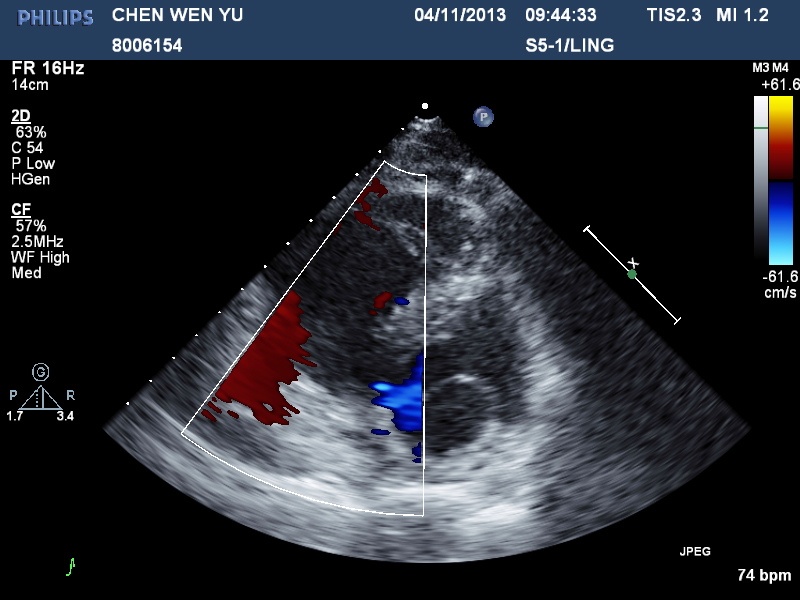 PHILIPS CHEN WEN YU 04/11/2013 09:44:33 TIS2.3 MI 1.2
8006154 S5-1/LING
FR 16Hz
14cm
2D
63%
C 54
P Low
HGen
CF
57%
2.5MHz
WF High
Med
G
P R
1.7 3.4
P
x
M3 M4
+61.6
-61.6
cm/s
JPEG
74 bpm